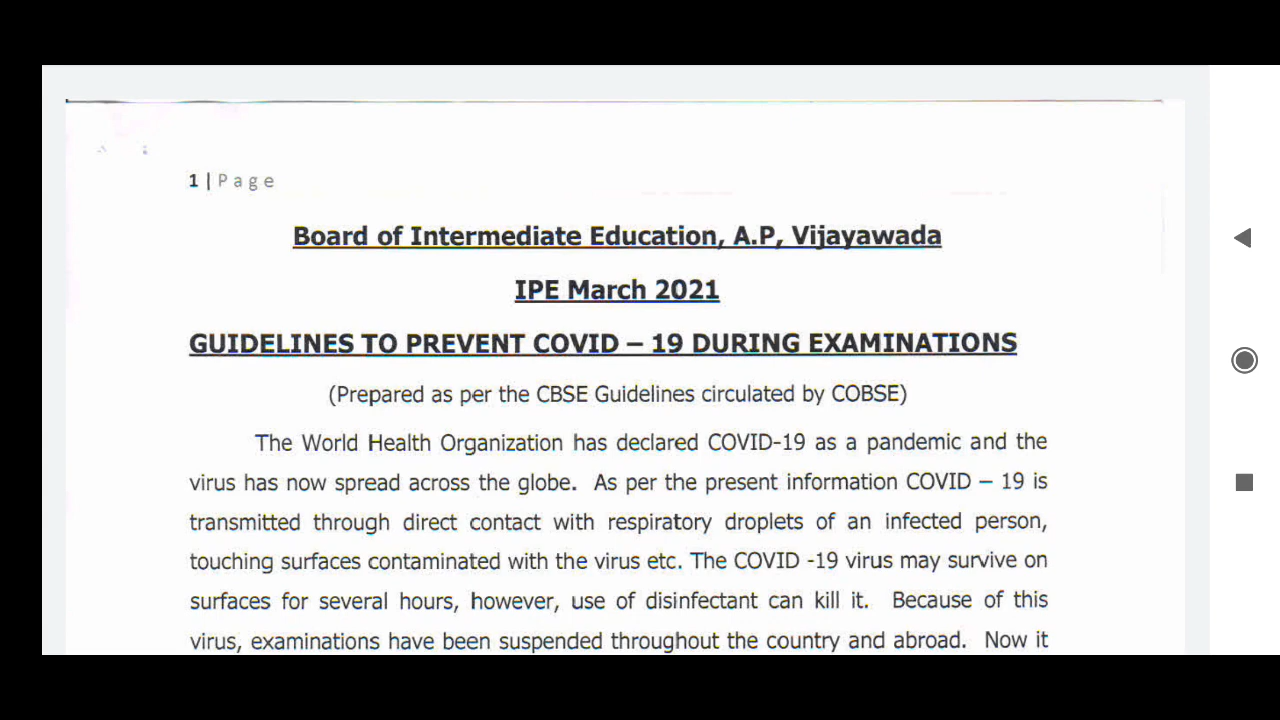 1 | Page
Board of Intermediate Education, A.P, Vijayawada
IPE March 2021
GUIDELINES TO PREVENT COVID – 19 DURING EXAMINATIONS
(Prepared as per the CBSE Guidelines circulated by COBSE)
The World Health Organization has declared COVID-19 as a pandemic and the
virus has now spread across the globe. As per the present information COVID – 19 is
transmitted through direct contact with respiratory droplets of an infected person,
touching surfaces contaminated with the virus etc. The COVID -19 virus may survive on
surfaces for several hours, however, use of disinfectant can kill it. Because of this
virus, examinations have been suspended throughout the country and abroad. Now it